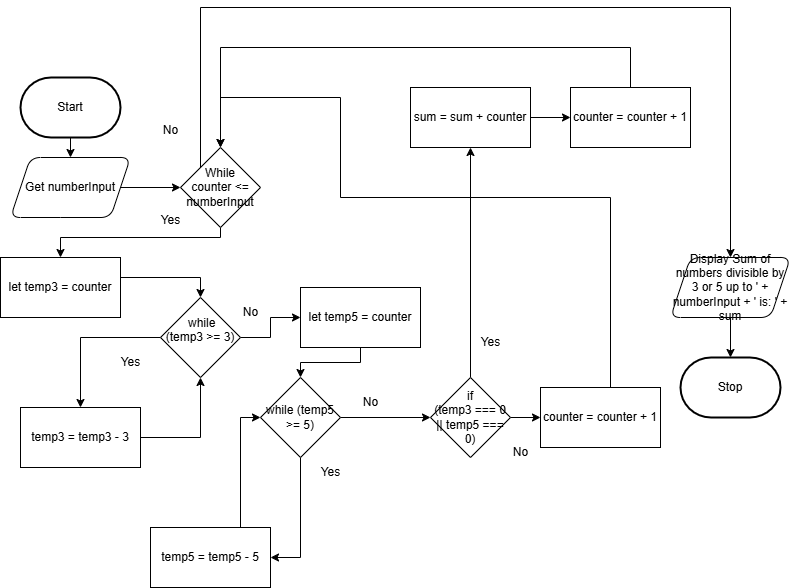 Start
Get numberInput
No
While
counter <=
numberInput
Yes
let temp3 = counter
while
(temp3 >= 3)
Yes
temp3 = temp3 - 3
No
let temp5 = counter
while (temp5
>= 5)
Yes
temp5 = temp5 - 5
No
if
(temp3 === 0
|| temp5 ===
0)
Yes
sum = sum + counter
counter = counter + 1
No
counter = counter + 1
Display Sum of
numbers divisible by
3 or 5 up to ' +
numberInput + ' is: ' +
sum
Stop